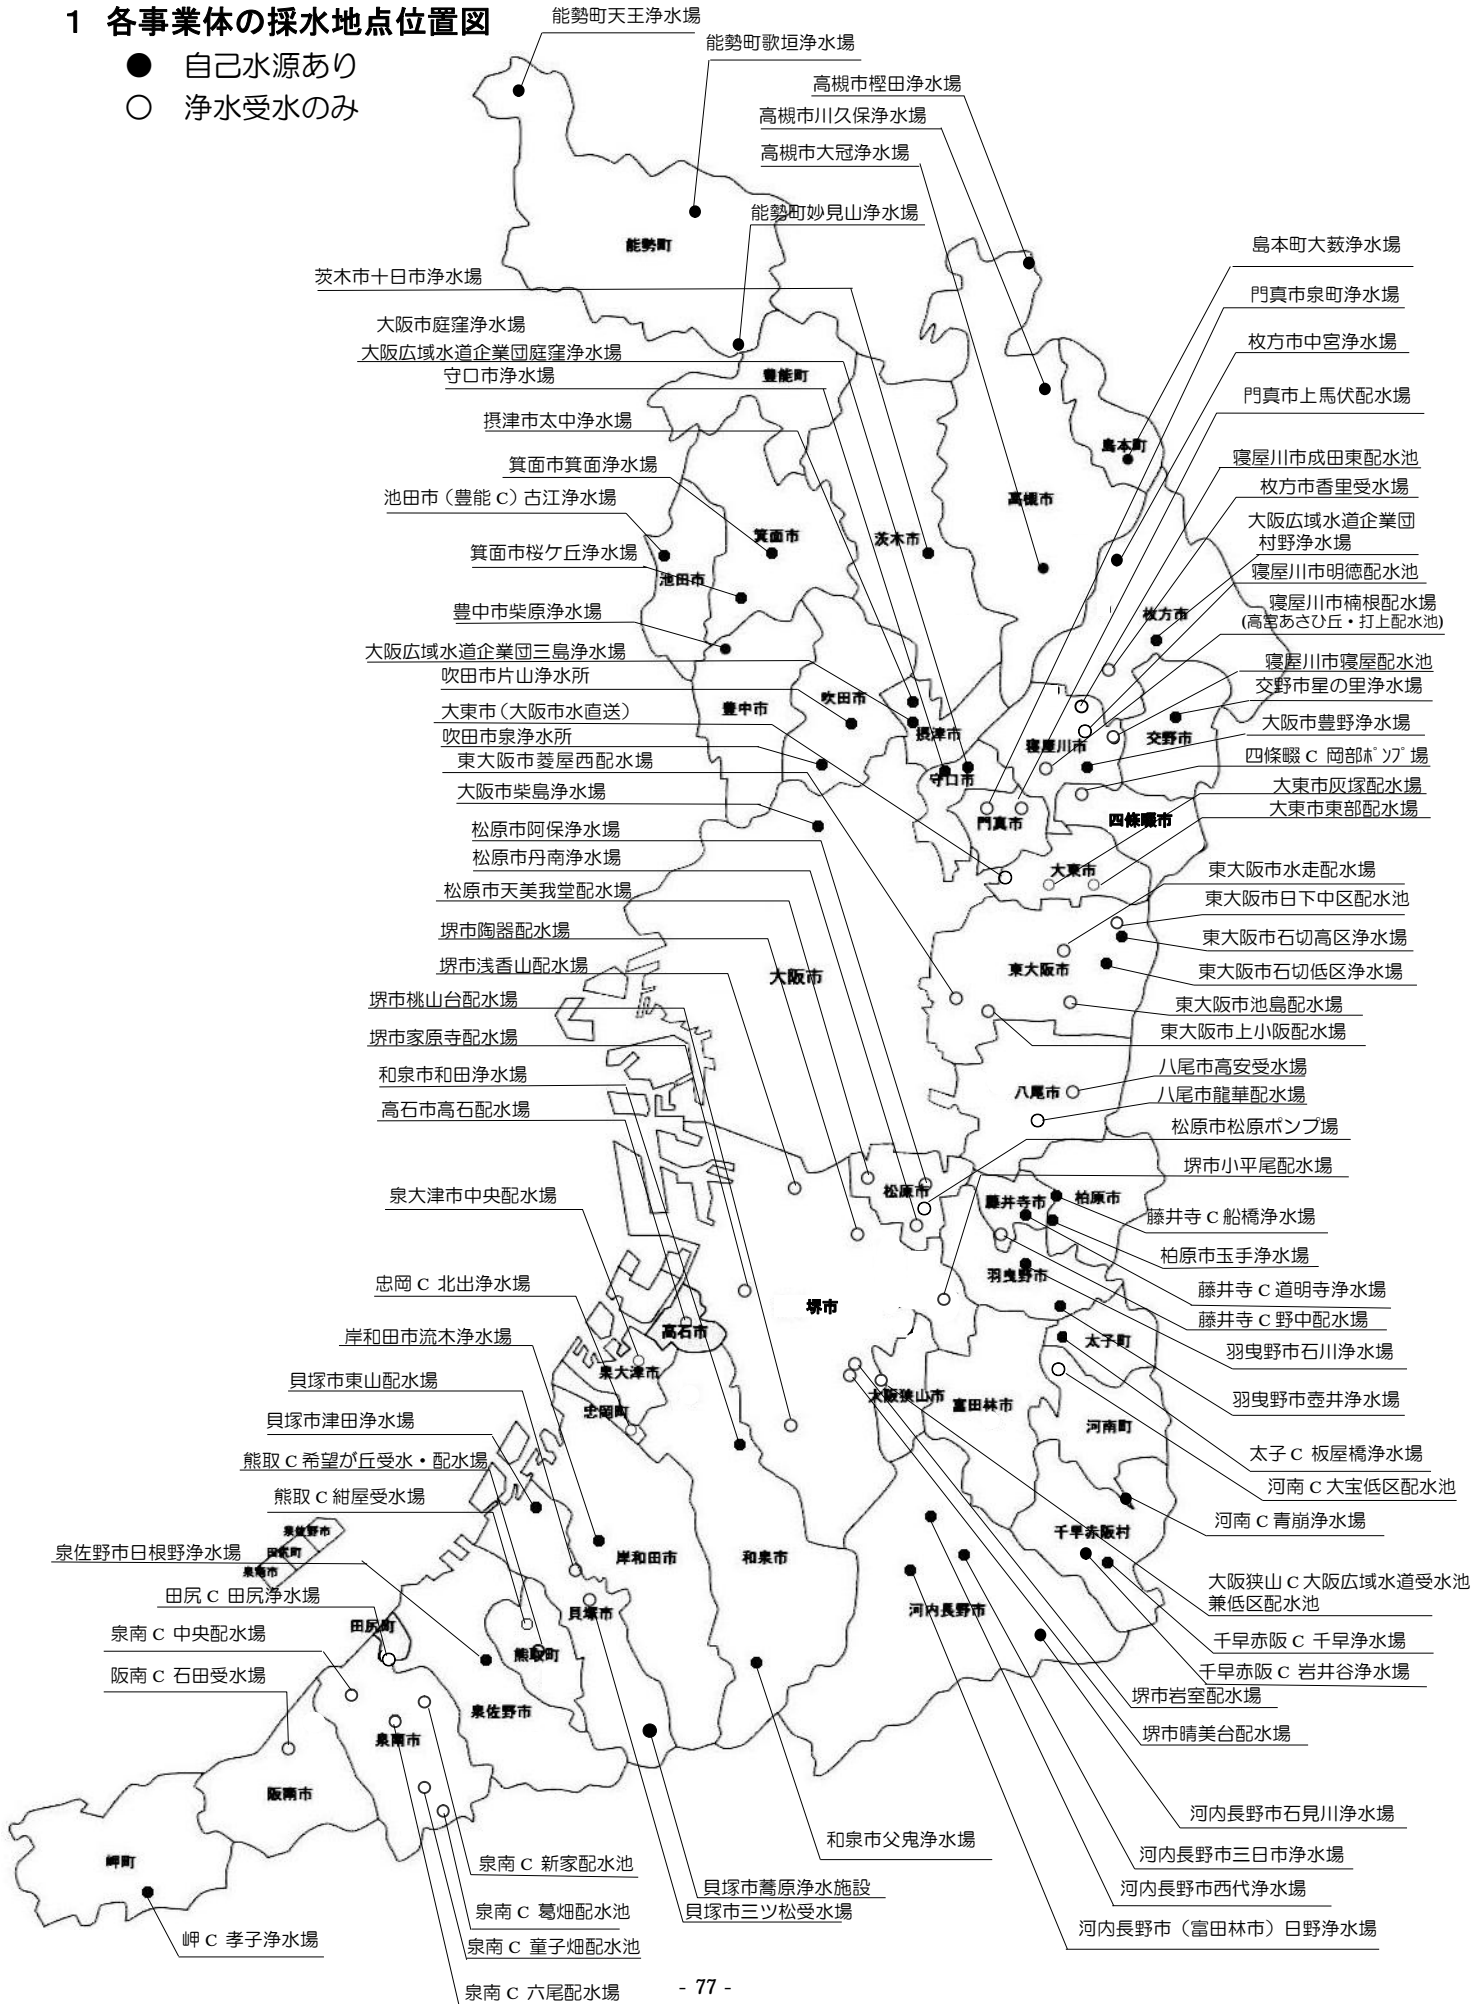 1 各事業体の採水地点位置図
● 自己水源あり
○ 浄水受水のみ
能勢町天王浄水場
能勢町歌垣浄水場
高槻市樫田浄水場
高槻市川久保浄水場
高槻市大冠浄水場
能勢町妙見山浄水場
茨木市十日市浄水場
大阪市庭窪浄水場
大阪広域水道企業団庭窪浄水場
守口市浄水場
摂津市太中浄水場
箕面市箕面浄水場
池田市（豊能 C）古江浄水場
箕面市桜ケ丘浄水場
豊中市柴原浄水場
大阪広域水道企業団三島浄水場
吹田市片山浄水所
大東市（大阪市水直送）
吹田市泉浄水所
東大阪市菱屋西配水場
大阪市柴島浄水場
松原市阿保浄水場
松原市丹南浄水場
松原市天美我堂配水場
堺市陶器配水場
堺市浅香山配水場
堺市桃山台配水場
堺市家原寺配水場
和泉市和田浄水場
高石市高石配水場
泉大津市中央配水場
忠岡 C 北出浄水場
岸和田市流木浄水場
貝塚市東山配水場
貝塚市津田浄水場
熊取 C 希望が丘受水・配水場
熊取 C 紺屋受水場
泉佐野市日根野浄水場
田尻 C 田尻浄水場
泉南 C 中央配水場
阪南 C 石田受水場
島本町大薮浄水場
門真市泉町浄水場
枚方市中宮浄水場
門真市上馬伏配水場
寝屋川市成田東配水池
枚方市香里受水場
大阪広域水道企業団
村野浄水場
寝屋川市明徳配水池
寝屋川市楠根配水場
(高宮あさひ丘・打上配水池)
寝屋川市寝屋配水池
交野市星の里浄水場
大阪市豊野浄水場
四條畷 C 岡部ﾎﾟﾝﾌﾟ場
大東市灰塚配水場
大東市東部配水場
東大阪市水走配水場
東大阪市日下中区配水池
東大阪市石切高区浄水場
東大阪市石切低区浄水場
東大阪市池島配水場
東大阪市上小阪配水場
八尾市高安受水場
八尾市龍華配水場
松原市松原ポンプ場
堺市小平尾配水場
藤井寺 C 船橋浄水場
柏原市玉手浄水場
藤井寺 C 道明寺浄水場
藤井寺 C 野中配水場
羽曳野市石川浄水場
羽曳野市壺井浄水場
太子 C 板屋橋浄水場
河南 C 大宝低区配水池
河南 C 青崩浄水場
大阪狭山 C 大阪広域水道受水池
兼低区配水池
千早赤阪 C 千早浄水場
千早赤阪 C 岩井谷浄水場
堺市岩室配水場
堺市晴美台配水場
河内長野市石見川浄水場
河内長野市三日市浄水場
河内長野市西代浄水場
河内長野市（富田林市）日野浄水場
和泉市父鬼浄水場
貝塚市蕎原浄水施設
貝塚市三ツ松受水場
泉南 C 新家配水池
泉南 C 葛畑配水池
泉南 C 童子畑配水池
泉南 C 六尾配水場
岬 C 孝子浄水場
能勢町
豊能町
島本町
高槻市
茨木市
箕面市
池田市
枚方市
豊中市
吹田市
摂津市
寝屋川市
交野市
守口市
門真市
四條畷市
大東市
東大阪市
大阪市
八尾市
松原市
藤井寺市
柏原市
羽曳野市
堺市
高石市
太子町
泉大津市
大阪狭山市
富田林市
忠岡町
河南町
千早赤阪村
泉佐野市
田尻町
泉南市
岸和田市
和泉市
河内長野市
貝塚市
田尻町
熊取町
泉佐野市
泉南市
阪南市
岬町
- 77 -